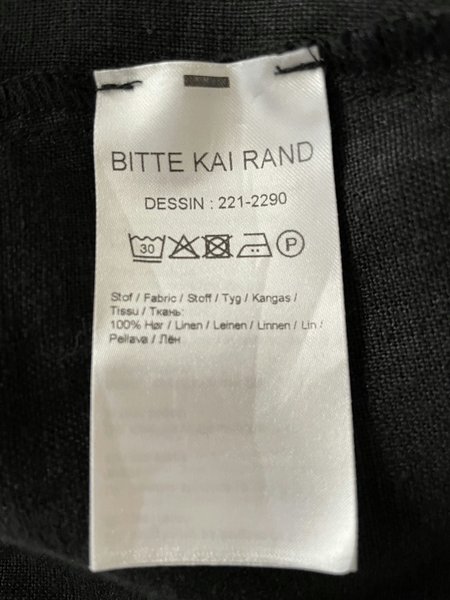 BITTE KAI RAND
DESSIN : 221-2290
30 P
Stof / Fabric / Stoff / Tyg / Kangas /
Tissu / Ткань:
100% Hør / Linen / Leinen / Linnen / Lin /
Pellava / Лён